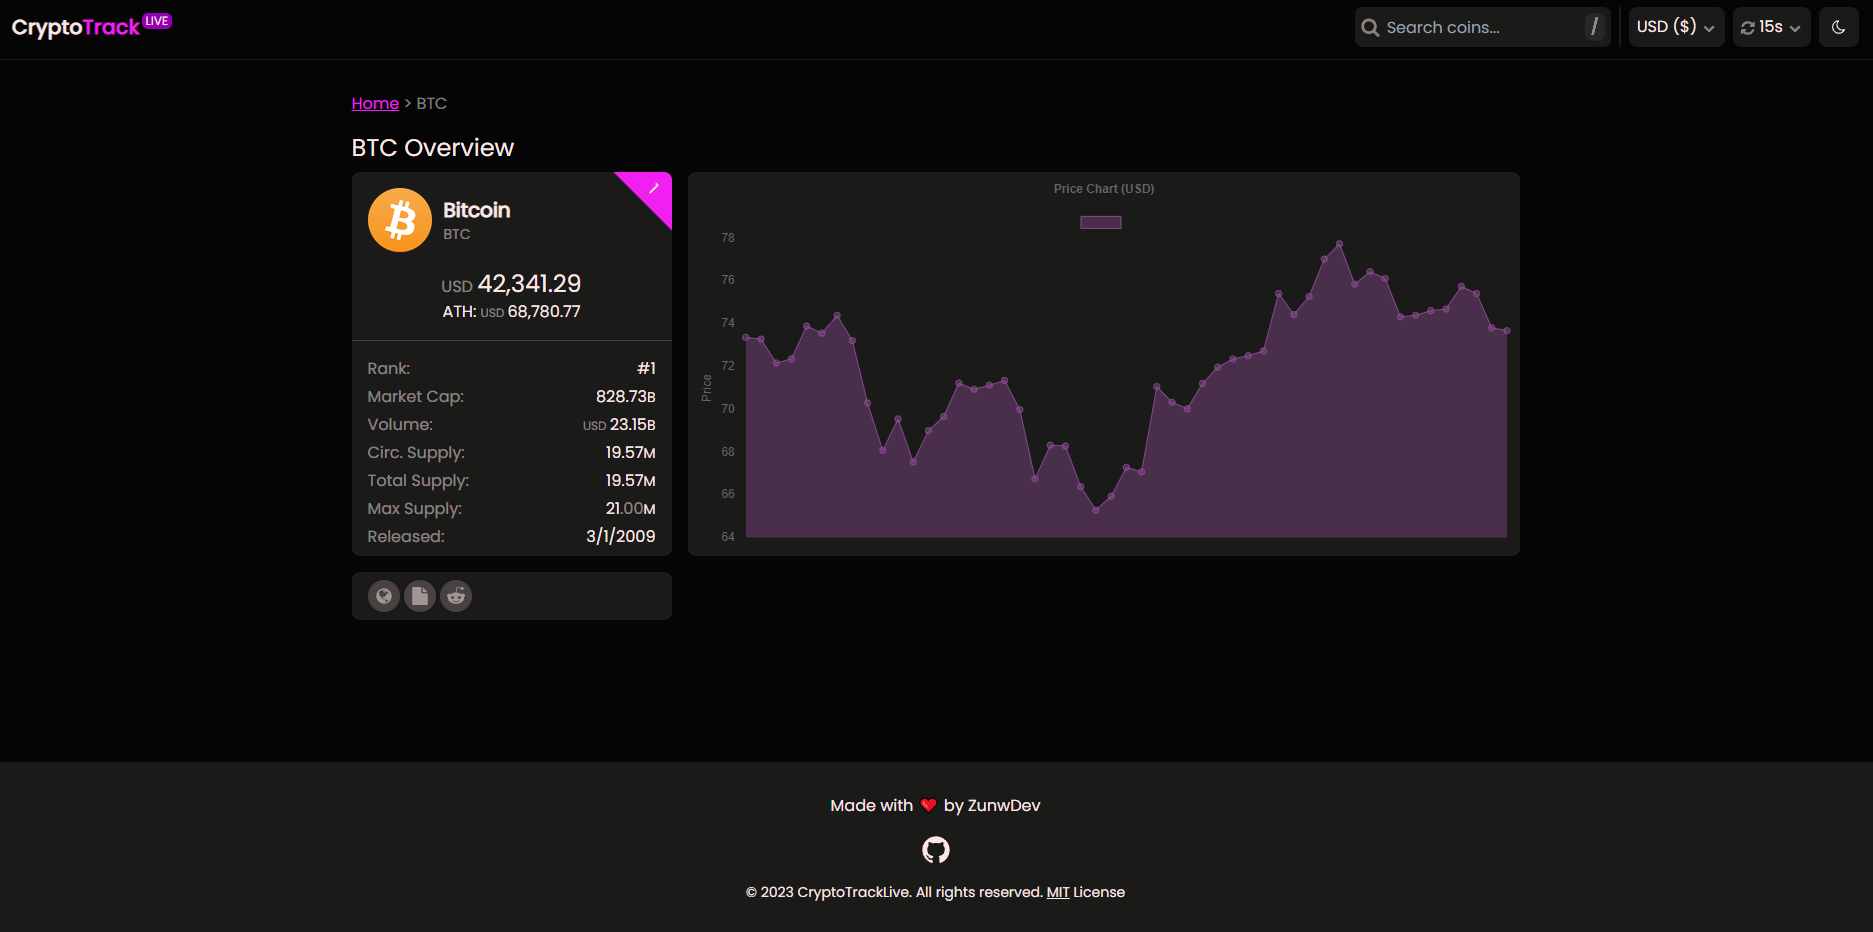 CryptoTrack LIVE
Search coins... /
USD ($)
15s
Home > BTC
BTC Overview
Bitcoin
BTC
USD 42,341.29
ATH: USD 68,780.77
Rank: #1
Market Cap: 828.73B
Volume: USD 23.15B
Circ. Supply: 19.57M
Total Supply: 19.57M
Max Supply: 21.00M
Released: 3/1/2009
Price Chart (USD)
Price
78
76
74
72
70
68
66
64
Made with ❤ by ZunwDev
© 2023 CryptoTrackLive. All rights reserved. MIT License